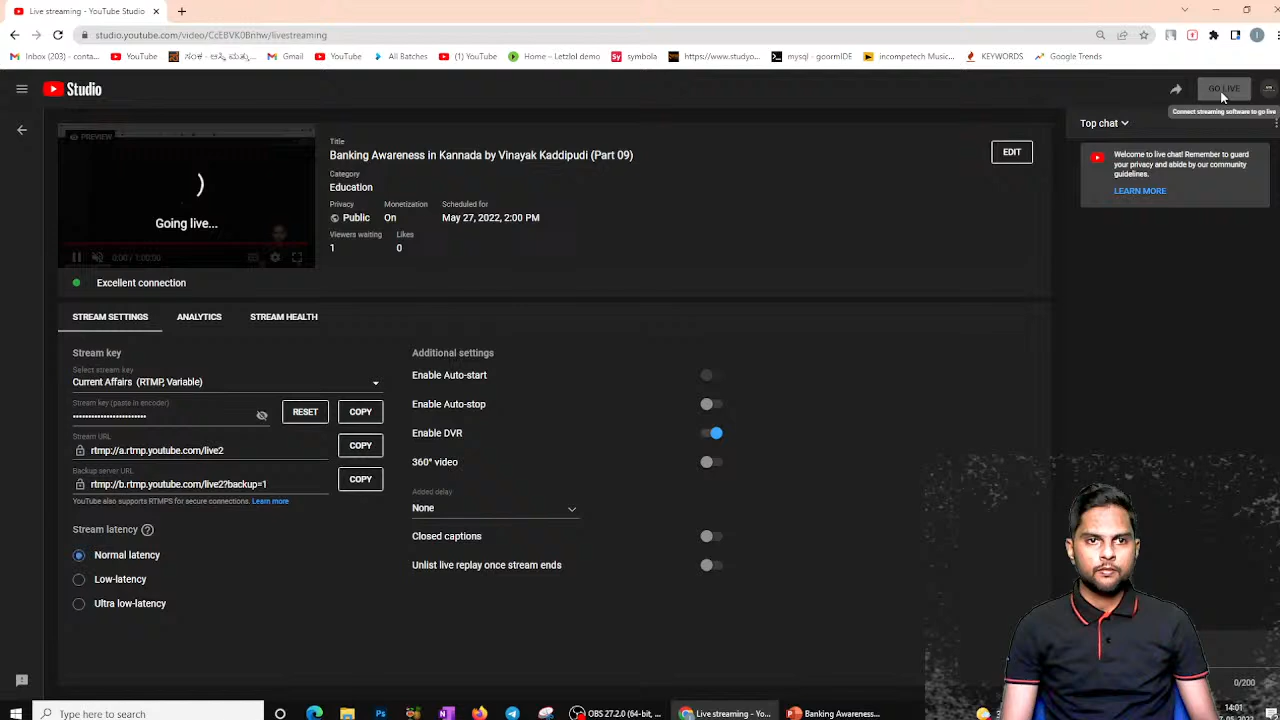 Live streaming - YouTube Studio
studio.youtube.com/video/CcEBVK0Bnhw/livestreaming
Inbox (203) - conta...
YouTube
Gmail
YouTube
All Batches
(1) YouTube
Home – Letzlol demo
symbola
https://www.studyo...
mysql - goormIDE
incompetech Music...
KEYWORDS
Google Trends
Studio
GO LIVE
Connect streaming software to go live
PREVIEW
Going live...
0:00 / 1:00:00
Excellent connection
Title
Banking Awareness in Kannada by Vinayak Kaddipudi (Part 09)
Category
Education
Privacy
Monetization
Scheduled for
Public
On
May 27, 2022, 2:00 PM
Viewers waiting
Likes
1
0
EDIT
Top chat
Welcome to live chat! Remember to guard
your privacy and abide by our community
guidelines.
LEARN MORE
STREAM SETTINGS
ANALYTICS
STREAM HEALTH
Stream key
Select stream key
Current Affairs (RTMP, Variable)
Stream key (paste in encoder)
RESET
COPY
Stream URL
rtmp://a.rtmp.youtube.com/live2
COPY
Backup server URL
rtmp://b.rtmp.youtube.com/live2?backup=1
COPY
YouTube also supports RTMPS for secure connections. Learn more
Stream latency
Normal latency
Low-latency
Ultra low-latency
Additional settings
Enable Auto-start
Enable Auto-stop
Enable DVR
360° video
Added delay
None
Closed captions
Unlist live replay once stream ends
0/200
Type here to search
OBS 27.2.0 (64-bit, ...
Live streaming - Yo...
Banking Awareness...
14:01